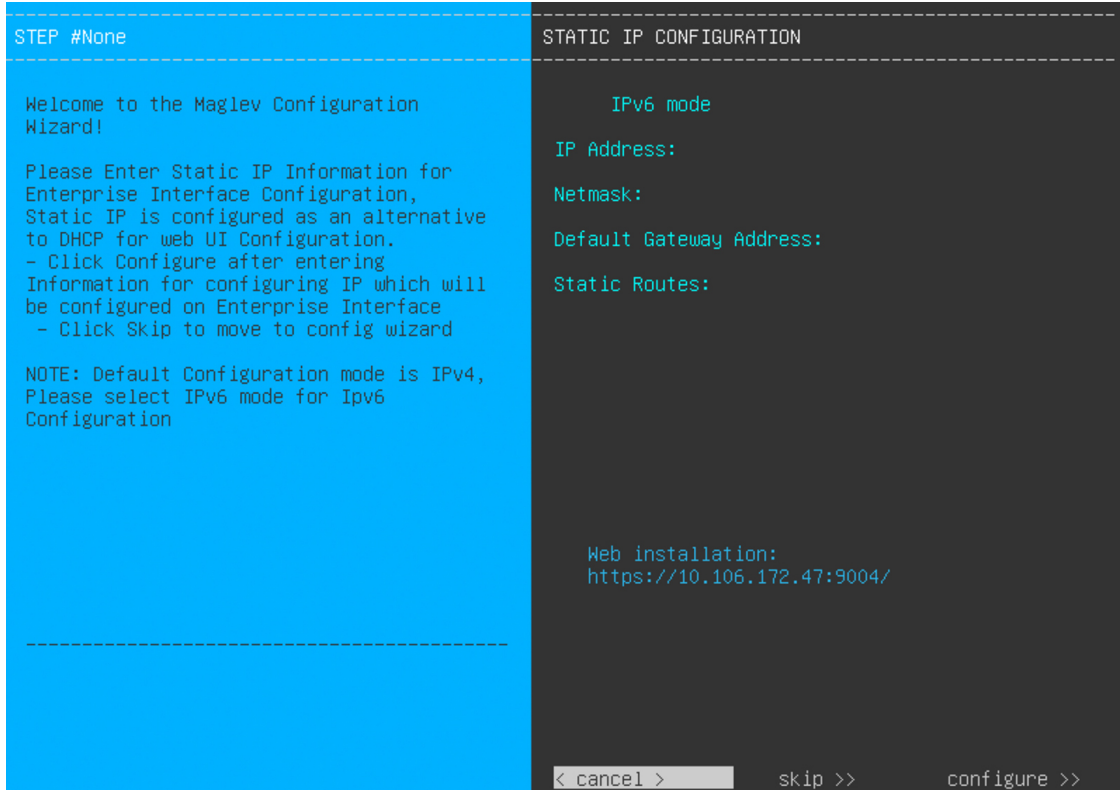 STEP #None
Welcome to the Maglev Configuration
Wizard!
Please Enter Static IP Information for
Enterprise Interface Configuration,
Static IP is configured as an alternative
to DHCP for web UI Configuration.
- Click Configure after entering
Information for configuring IP which will
be configured on Enterprise Interface
- Click Skip to move to config wizard
NOTE: Default Configuration mode is IPv4,
Please select IPv6 mode for Ipv6
Configuration
STATIC IP CONFIGURATION
IPv6 mode
IP Address:
Netmask:
Default Gateway Address:
Static Routes:
Web installation:
https://10.106.172.47:9004/
< cancel > skip >> configure >>